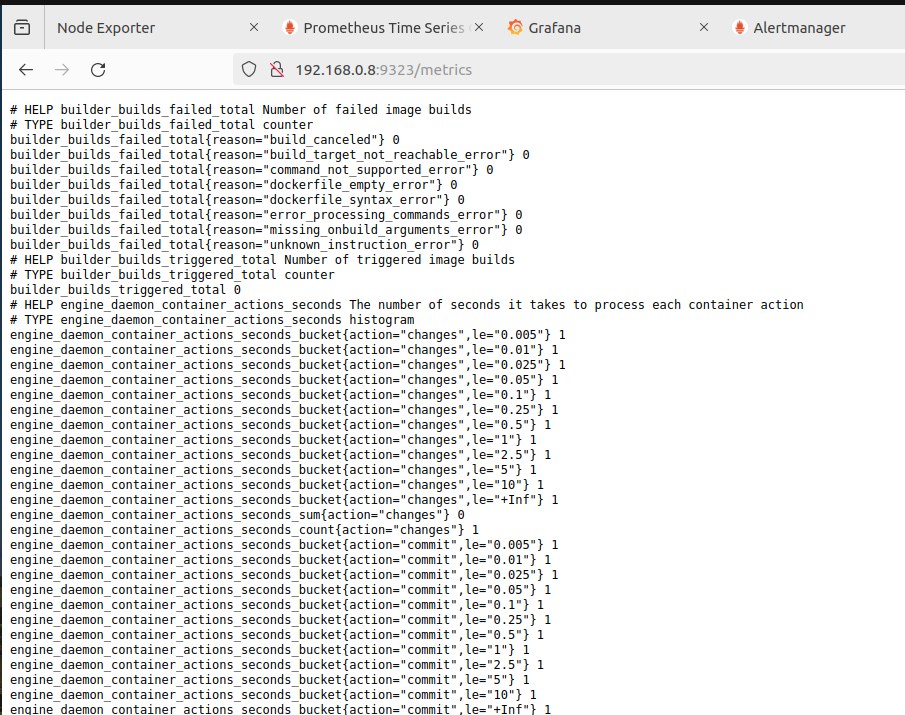 Node Exporter
Prometheus Time Series
Grafana
Alertmanager
192.168.0.8:9323/metrics
# HELP builder_builds_failed_total Number of failed image builds
# TYPE builder_builds_failed_total counter
builder_builds_failed_total{reason="build_canceled"} 0
builder_builds_failed_total{reason="build_target_not_reachable_error"} 0
builder_builds_failed_total{reason="command_not_supported_error"} 0
builder_builds_failed_total{reason="dockerfile_empty_error"} 0
builder_builds_failed_total{reason="dockerfile_syntax_error"} 0
builder_builds_failed_total{reason="error_processing_commands_error"} 0
builder_builds_failed_total{reason="missing_onbuild_arguments_error"} 0
builder_builds_failed_total{reason="unknown_instruction_error"} 0
# HELP builder_builds_triggered_total Number of triggered image builds
# TYPE builder_builds_triggered_total counter
builder_builds_triggered_total 0
# HELP engine_daemon_container_actions_seconds The number of seconds it takes to process each container action
# TYPE engine_daemon_container_actions_seconds histogram
engine_daemon_container_actions_seconds_bucket{action="changes",le="0.005"} 1
engine_daemon_container_actions_seconds_bucket{action="changes",le="0.01"} 1
engine_daemon_container_actions_seconds_bucket{action="changes",le="0.025"} 1
engine_daemon_container_actions_seconds_bucket{action="changes",le="0.05"} 1
engine_daemon_container_actions_seconds_bucket{action="changes",le="0.1"} 1
engine_daemon_container_actions_seconds_bucket{action="changes",le="0.25"} 1
engine_daemon_container_actions_seconds_bucket{action="changes",le="0.5"} 1
engine_daemon_container_actions_seconds_bucket{action="changes",le="1"} 1
engine_daemon_container_actions_seconds_bucket{action="changes",le="2.5"} 1
engine_daemon_container_actions_seconds_bucket{action="changes",le="5"} 1
engine_daemon_container_actions_seconds_bucket{action="changes",le="10"} 1
engine_daemon_container_actions_seconds_bucket{action="changes",le="+Inf"} 1
engine_daemon_container_actions_seconds_sum{action="changes"} 0
engine_daemon_container_actions_seconds_count{action="changes"} 1
engine_daemon_container_actions_seconds_bucket{action="commit",le="0.005"} 1
engine_daemon_container_actions_seconds_bucket{action="commit",le="0.01"} 1
engine_daemon_container_actions_seconds_bucket{action="commit",le="0.025"} 1
engine_daemon_container_actions_seconds_bucket{action="commit",le="0.05"} 1
engine_daemon_container_actions_seconds_bucket{action="commit",le="0.1"} 1
engine_daemon_container_actions_seconds_bucket{action="commit",le="0.25"} 1
engine_daemon_container_actions_seconds_bucket{action="commit",le="0.5"} 1
engine_daemon_container_actions_seconds_bucket{action="commit",le="1"} 1
engine_daemon_container_actions_seconds_bucket{action="commit",le="2.5"} 1
engine_daemon_container_actions_seconds_bucket{action="commit",le="5"} 1
engine_daemon_container_actions_seconds_bucket{action="commit",le="10"} 1
engine_daemon_container_actions_seconds_bucket{action="commit",le="+Inf"} 1